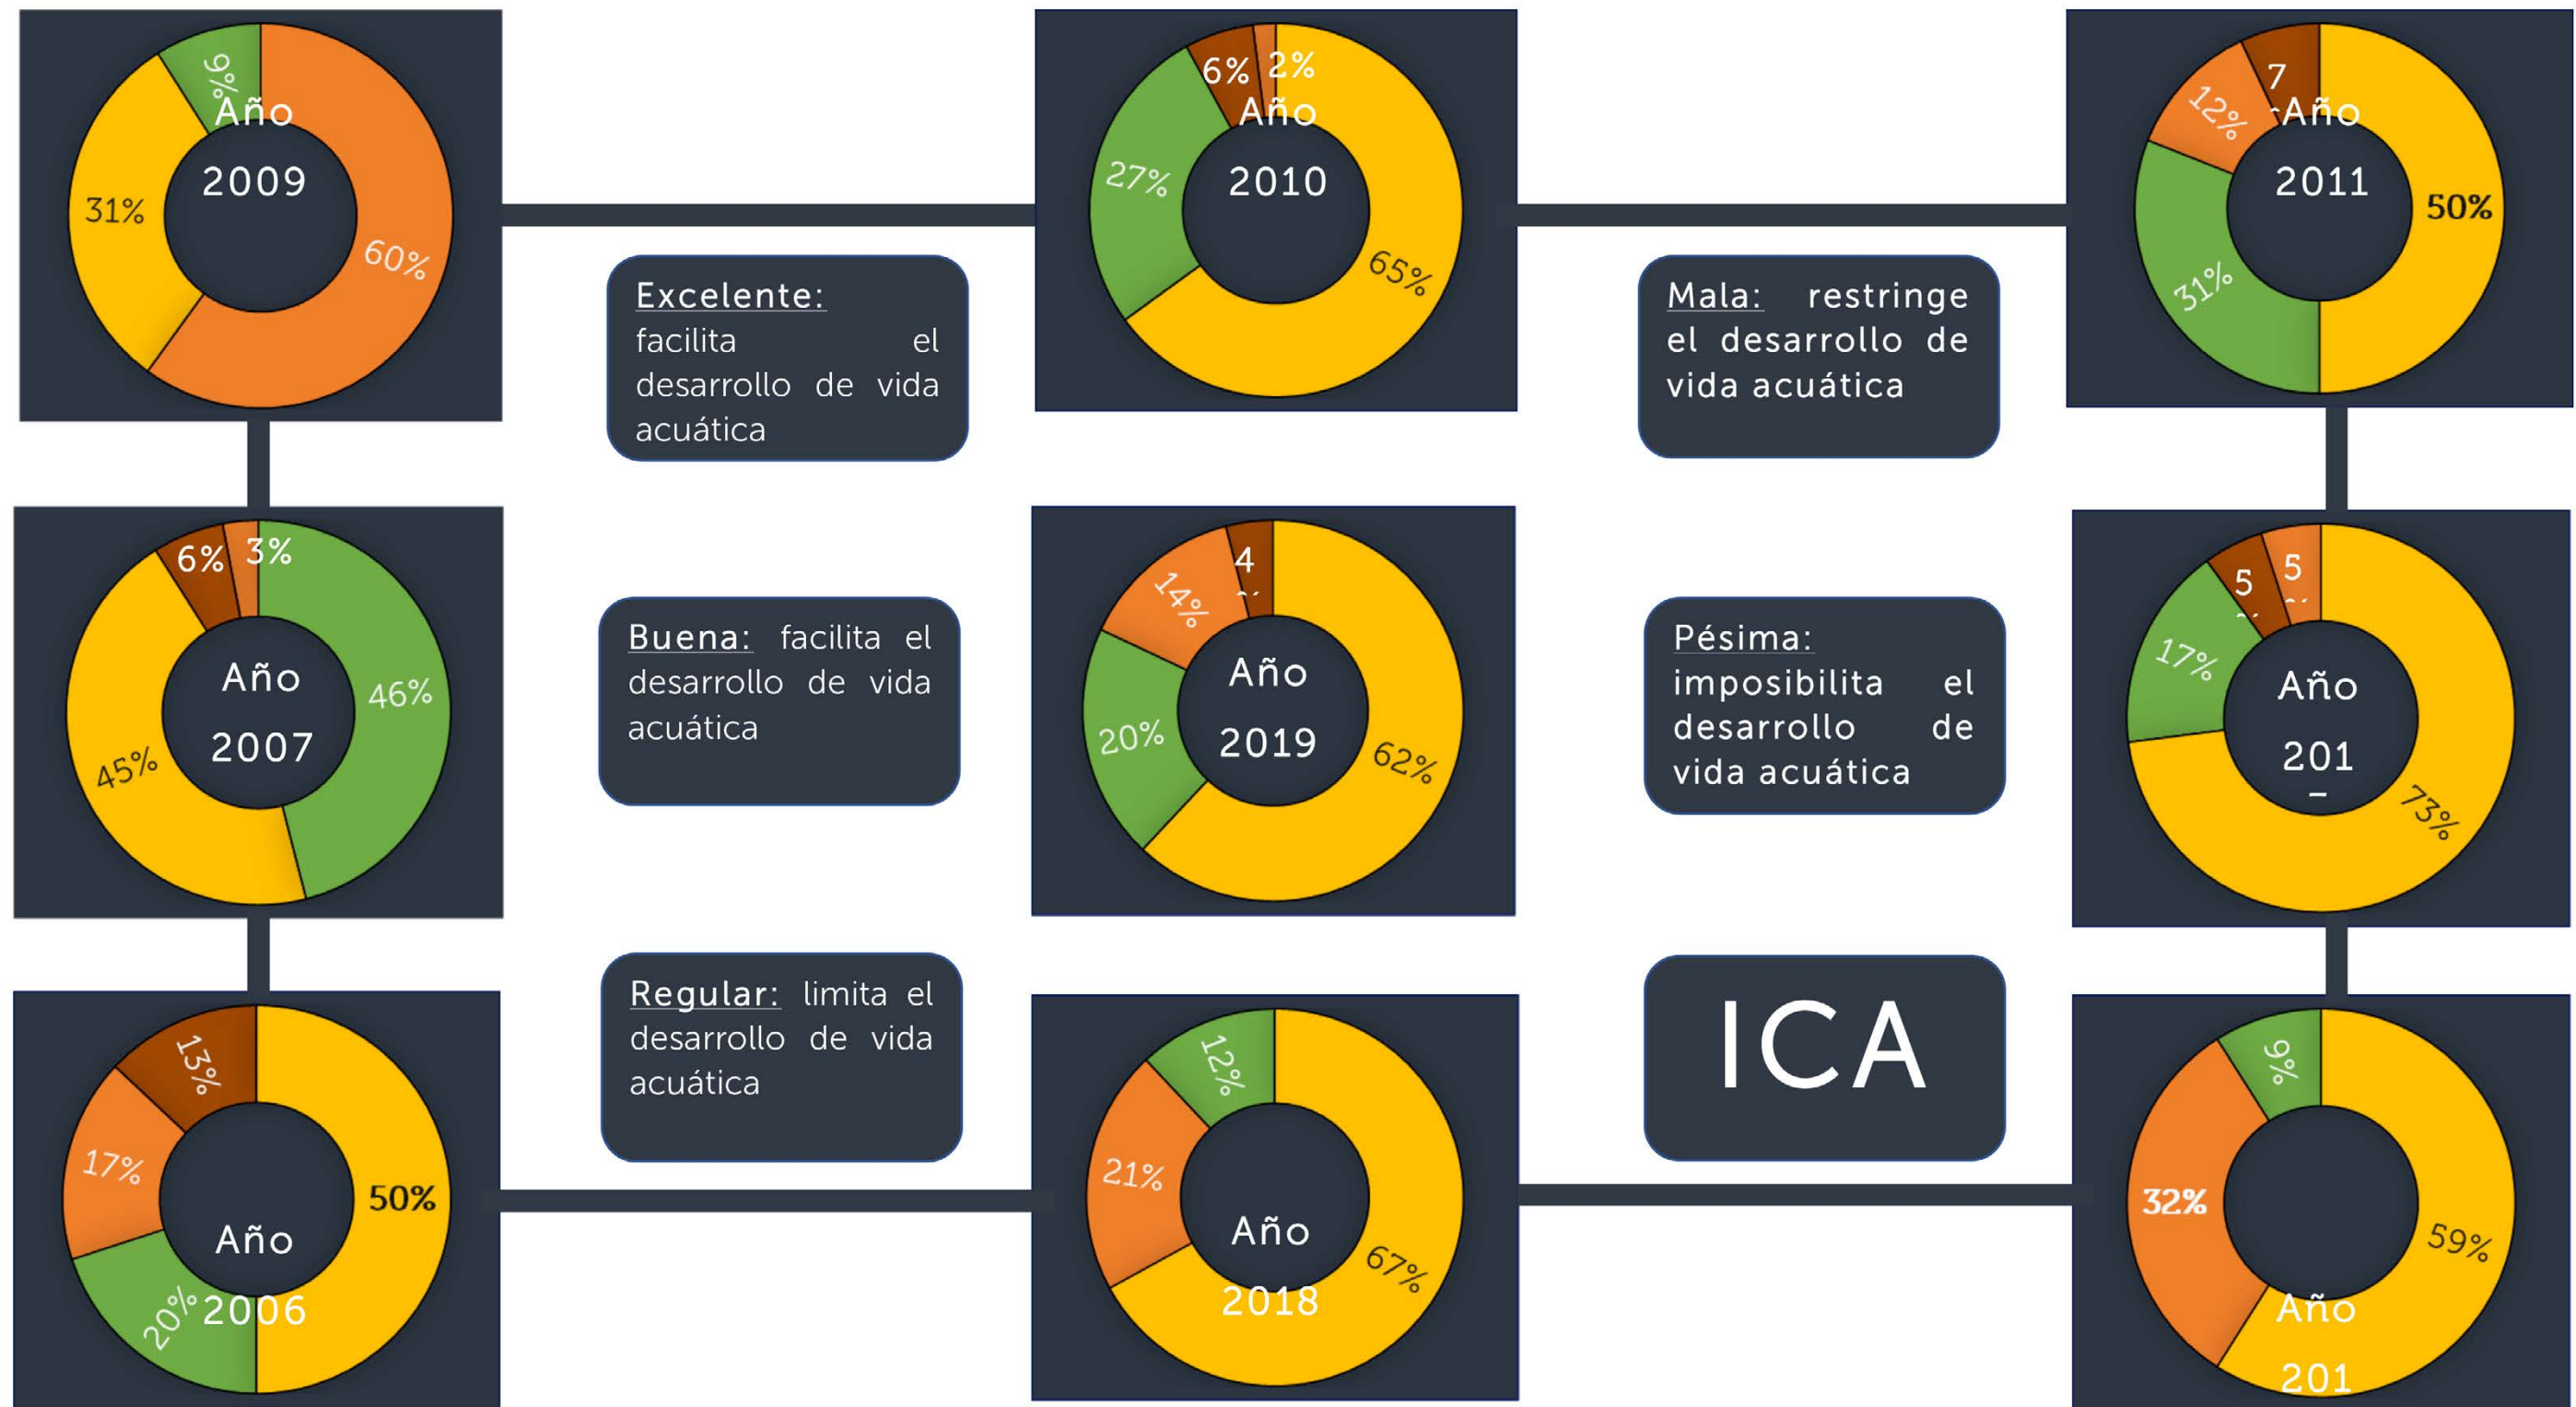 9%
Año
2009
31%
60%
6%
2%
Año
2010
27%
65%
7
12%
Año
2011
50%
31%
Excelente:
facilita el
desarrollo de vida
acuática
Mala: restringe
el desarrollo de
vida acuática
6%
3%
Año
2007
46%
45%
4
14%
Año
2019
20%
62%
5
5
17%
Año
201
73%
Buena: facilita el
desarrollo de vida
acuática
Pésima:
imposibilita el
desarrollo de
vida acuática
Regular: limita el
desarrollo de vida
acuática
ICA
13%
17%
50%
Año
2006
20%
12%
21%
Año
2018
67%
9%
32%
59%
Año
201